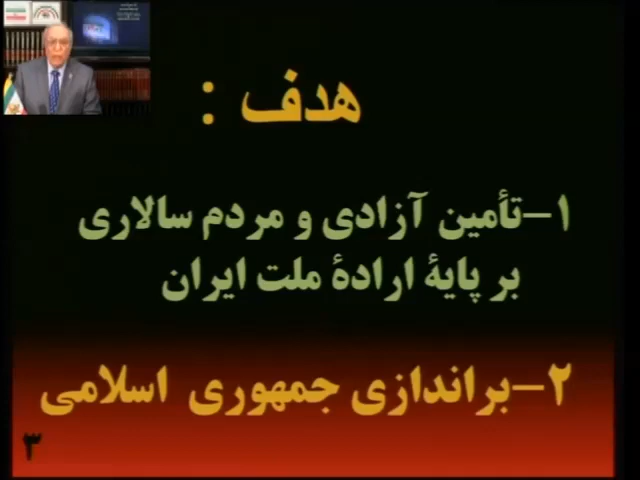 هدف :
۱-تأمین آزادی و مردم سالاری
بر پایهٔ ارادهٔ ملت ایران
۲-براندازی جمهوری اسلامی
۳